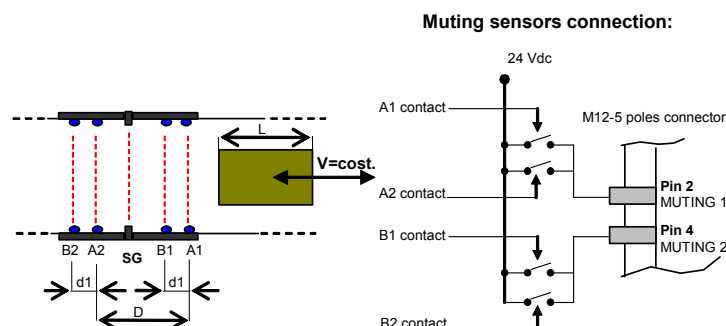 Muting sensors connection:
24 Vdc
A1 contact
M12-5 poles connector
L
V=cost.
Pin 2
MUTING 1
A2 contact
Pin 4
MUTING 2
B1 contact
B2 A2 SG B1 A1
d1 d1
D
B2 contact